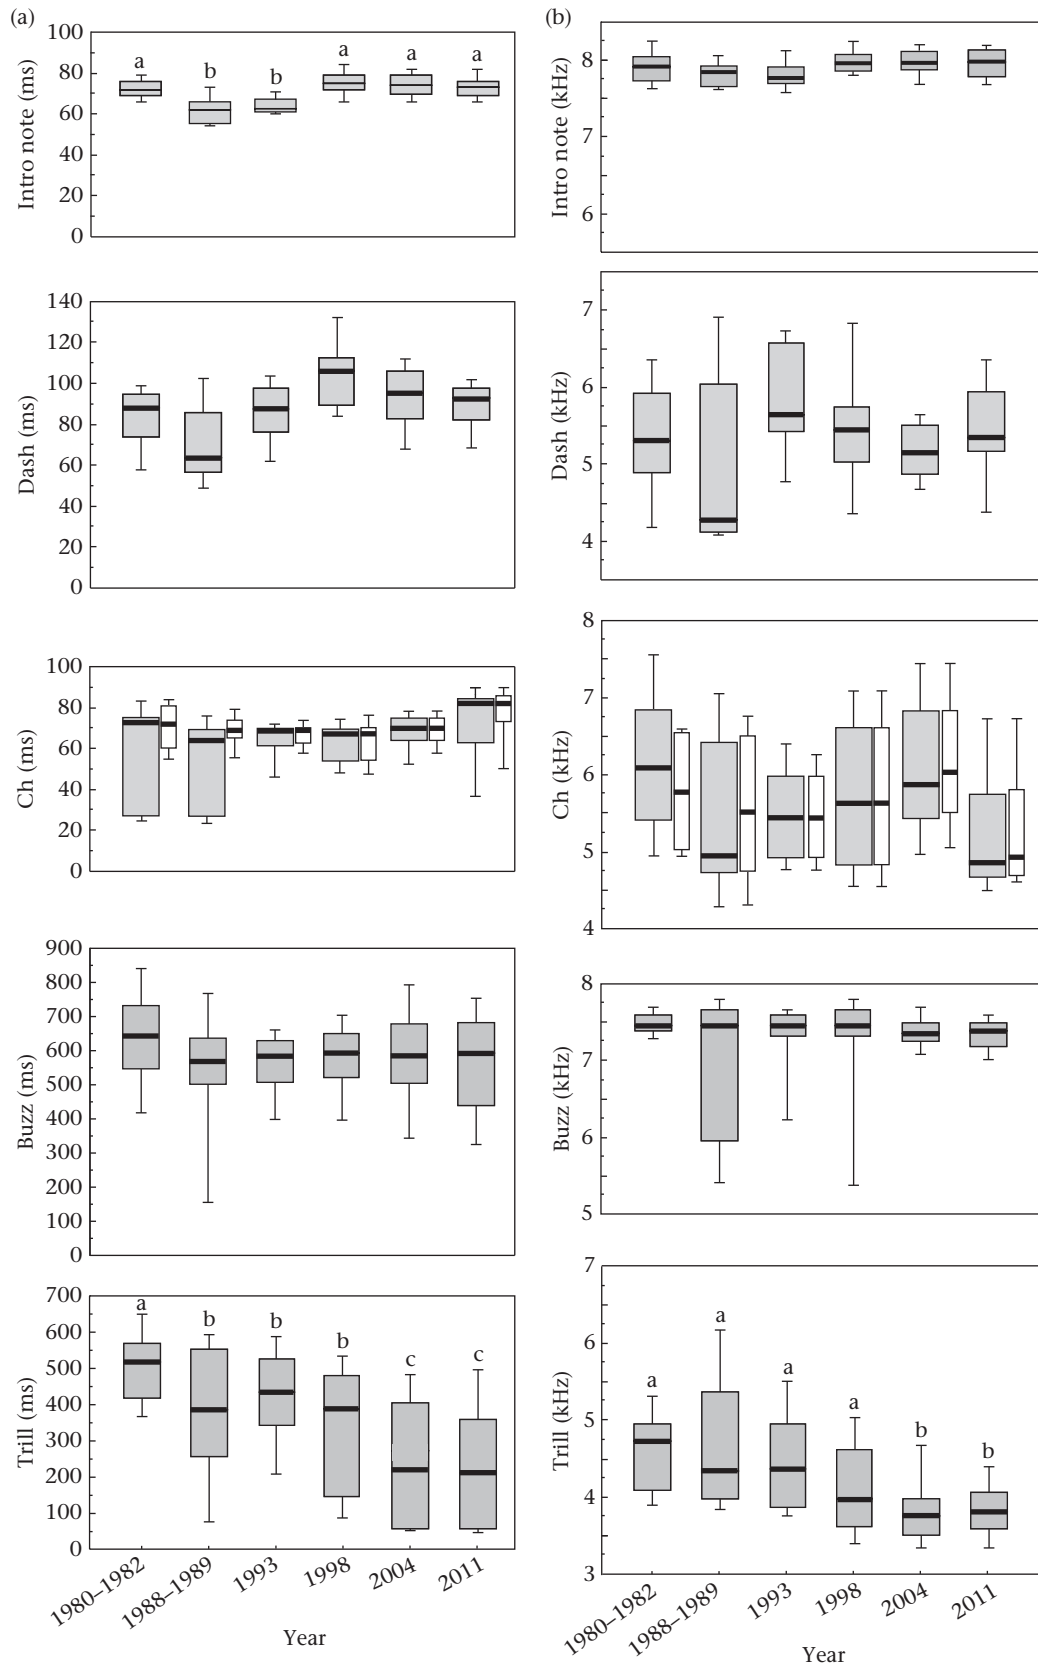 (a)
Intro note (ms)
100
80
60
40
20
0
a
b
b
a
a
a
Dash (ms)
140
120
100
80
60
40
20
0
Ch (ms)
100
80
60
40
20
0
Buzz (ms)
900
800
700
600
500
400
300
200
100
0
Trill (ms)
700
600
500
400
300
200
100
0
a
b
b
b
c
c
1980–1982
1988–1989
1993
1998
2004
2011
Year
(b)
Intro note (kHz)
8
7
6
Dash (kHz)
7
6
5
4
Ch (kHz)
8
7
6
5
4
Buzz (kHz)
8
7
6
5
Trill (kHz)
7
6
5
4
3
a
a
a
a
b
b
1980–1982
1988–1989
1993
1998
2004
2011
Year